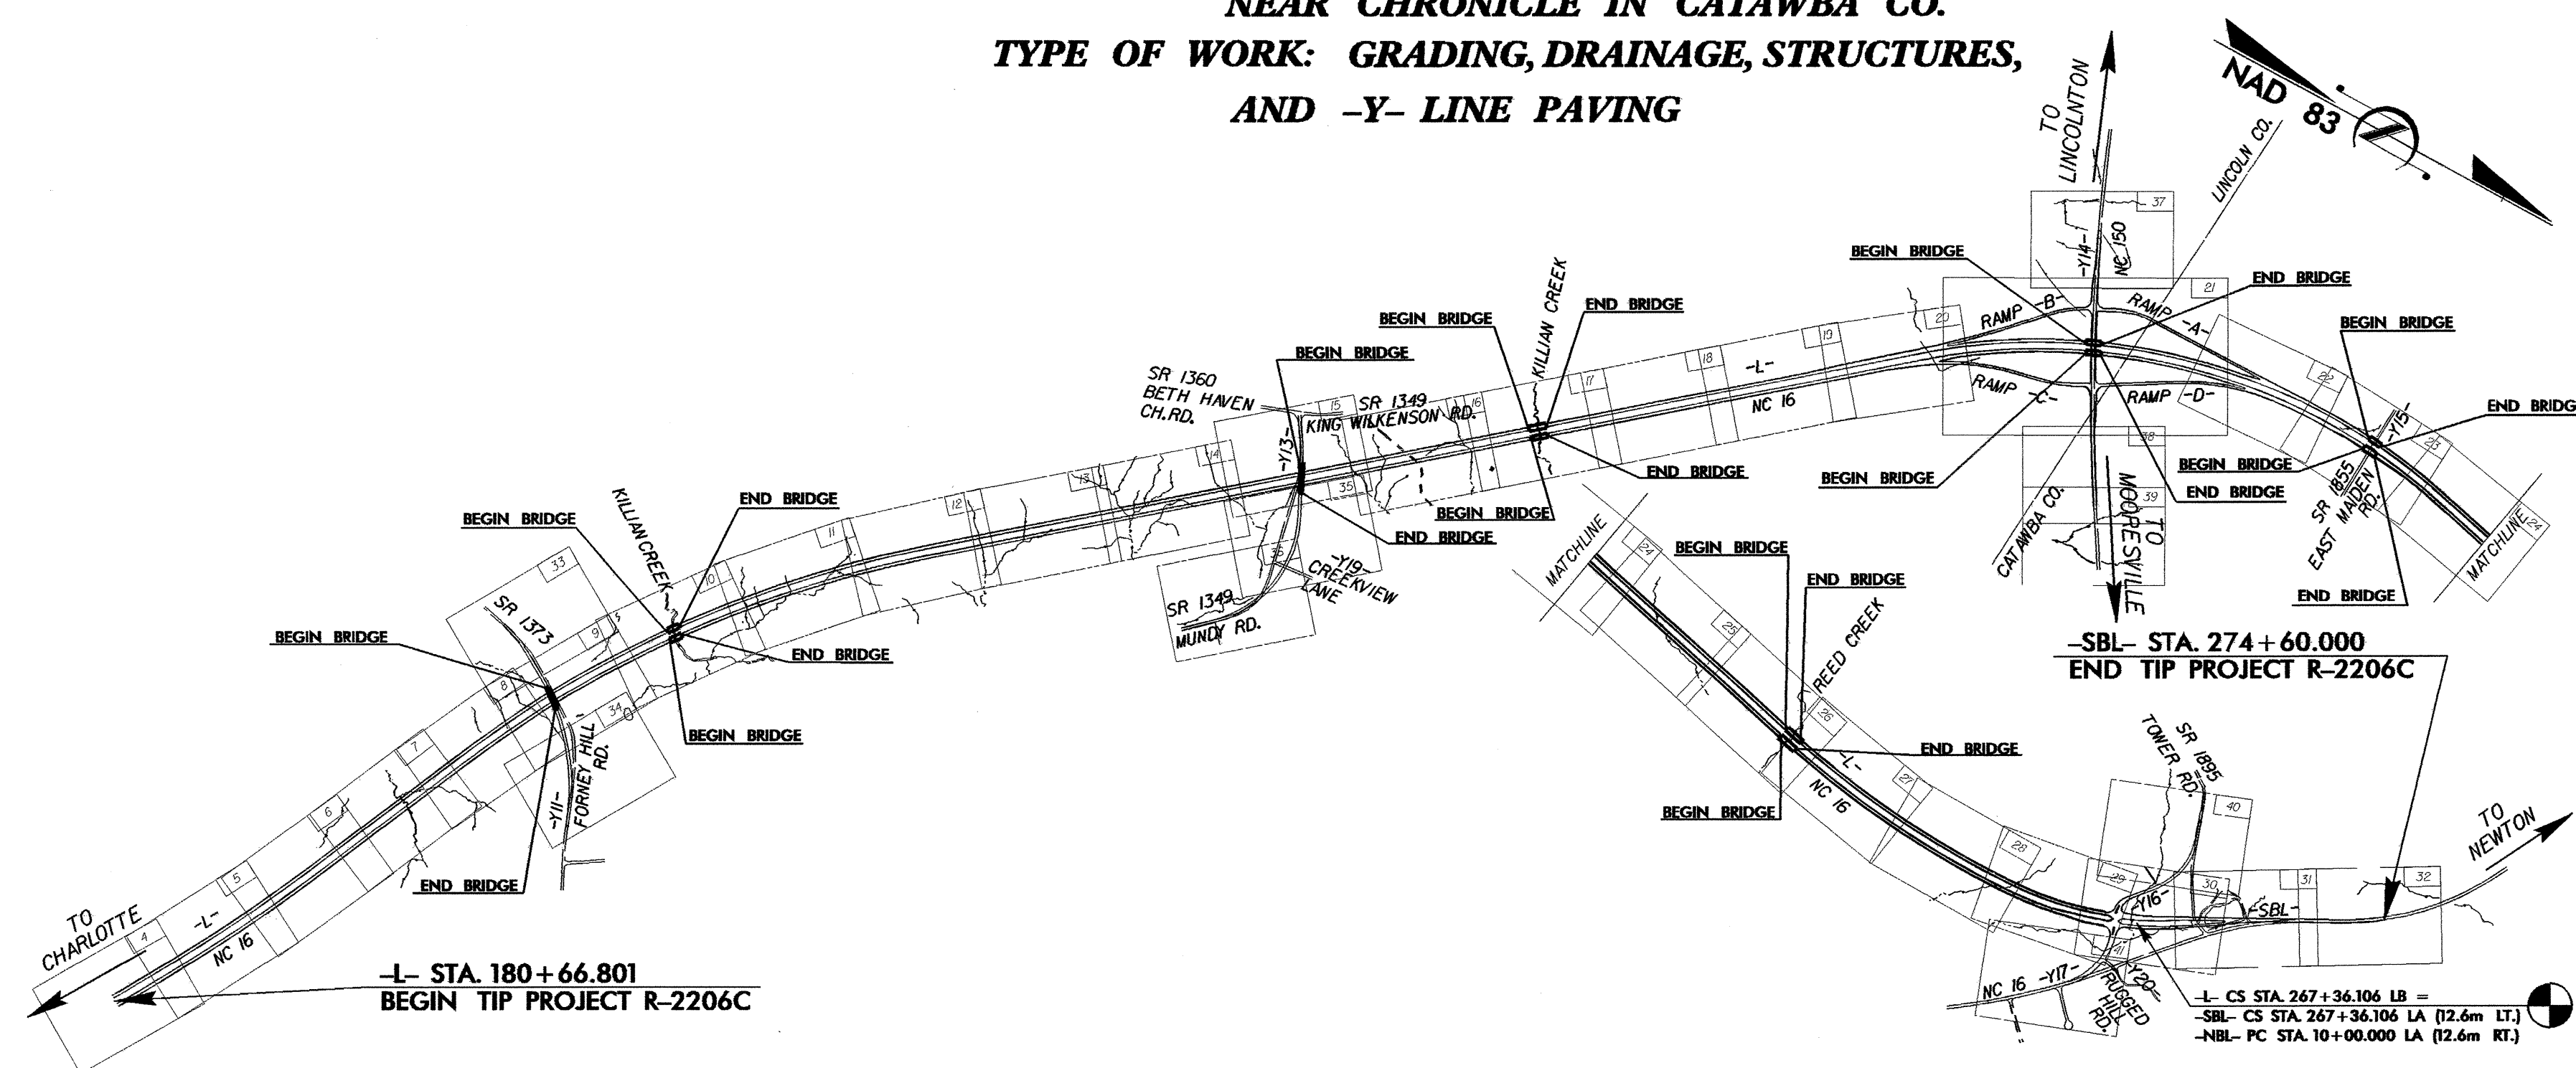 NEAR CHRONICLE IN CATAWBA CO.
TYPE OF WORK: GRADING, DRAINAGE, STRUCTURES,
AND -Y- LINE PAVING
NAD 83
TO
LINCOLNTON
LINCOLN CO.
37
-Y14-
NC 150
BEGIN BRIDGE
END BRIDGE
21
RAMP -B-
RAMP -A-
BEGIN BRIDGE
22
KILLIAN CREEK
END BRIDGE
BEGIN BRIDGE
20
19
18
-L-
17
NC 16
BEGIN BRIDGE
SR 1360
BETH HAVEN
CH.RD.
15
SR 1349
KING WILKENSON RD.
16
-Y13-
RAMP -C-
RAMP -D-
END BRIDG
-Y15-
23
38
BEGIN BRIDGE
END BRIDGE
BEGIN BRIDGE
END BRIDGE
SR 1855
EAST MAIDEN
RD.
24
MATCHLINE
END BRIDGE
CATAWBA CO.
39
TO
MOORESVILLE
14
13
12
11
10
35
BEGIN BRIDGE
END BRIDGE
36
-Y19-
CREEKVIEW
LANE
SR 1349
MUNDY RD.
KILLIAN CREEK
END BRIDGE
BEGIN BRIDGE
33
SR 1373
9
BEGIN BRIDGE
END BRIDGE
8
34
BEGIN BRIDGE
7
FORNEY HILL
RD.
-Y11-
6
END BRIDGE
5
TO
CHARLOTTE
4
-L-
NC 16
-L- STA. 180+66.801
BEGIN TIP PROJECT R-2206C
MATCHLINE
24
BEGIN BRIDGE
END BRIDGE
25
REED CREEK
26
END BRIDGE
-L-
NC 16
27
BEGIN BRIDGE
-SBL- STA. 274+60.000
END TIP PROJECT R-2206C
SR 1895
TOWER RD.
40
28
29
30
31
32
-Y16-
-SBL-
TO
NEWTON
41
NC 16
-Y17-
-Y20-
RUGGED
HILL
RD.
-L- CS STA. 267+36.106 LB =
-SBL- CS STA. 267+36.106 LA (12.6m LT.)
-NBL- PC STA. 10+00.000 LA (12.6m RT.)